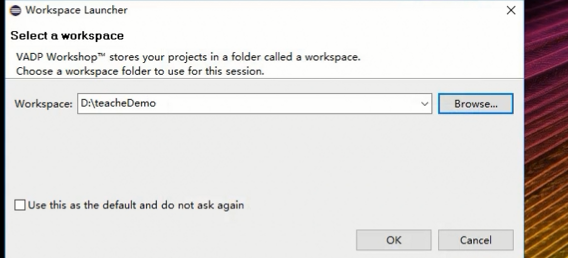 Workspace Launcher
Select a workspace
VADP Workshop™ stores your projects in a folder called a workspace.
Choose a workspace folder to use for this session.
Workspace: D:\teacheDemo Browse...
Use this as the default and do not ask again
OK Cancel